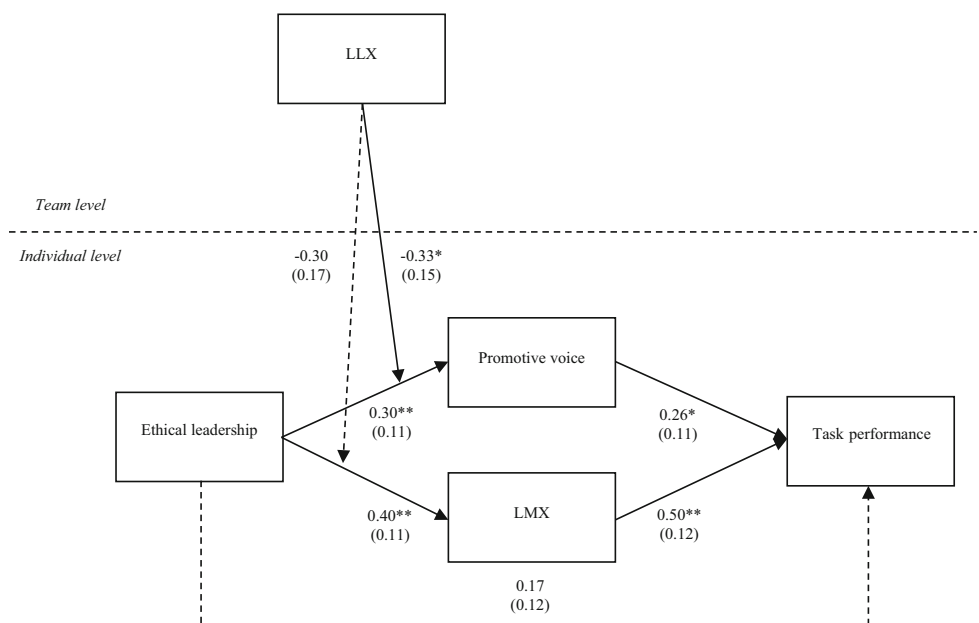 LLX
Team level
Individual level
-0.30
(0.17)
-0.33*
(0.15)
Promotive voice
0.30**
(0.11)
0.26*
(0.11)
Ethical leadership
Task performance
LMX
0.40**
(0.11)
0.50**
(0.12)
0.17
(0.12)